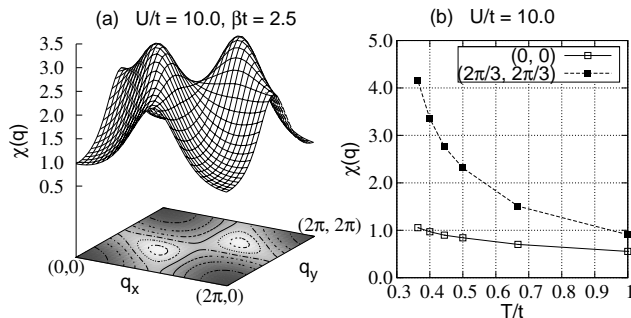 (a) U/t = 10.0, βt = 2.5
χ(q)
3.5
3.0
2.5
2.0
1.5
1.0
0.5
(0,0)
q_x
(2π,0)
q_y
(2π, 2π)
(b) U/t = 10.0
χ(q)
5.0
4.0
3.0
2.0
1.0
0.0
(0, 0)
(2π/3, 2π/3)
0.3 0.4 0.5 0.6 0.7 0.8 0.9 1
T/t